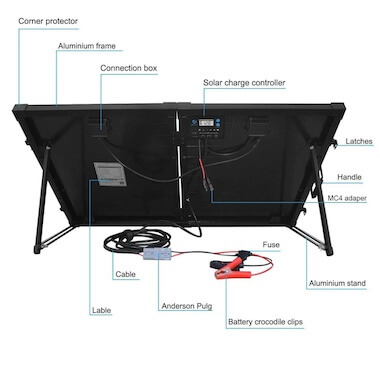 Corner protector
Aluminium frame
Connection box
Solar charge controller
Latches
Handle
MC4 adaper
Fuse
Cable
Aluminium stand
Lable
Anderson Pulg
Battery crocodile clips